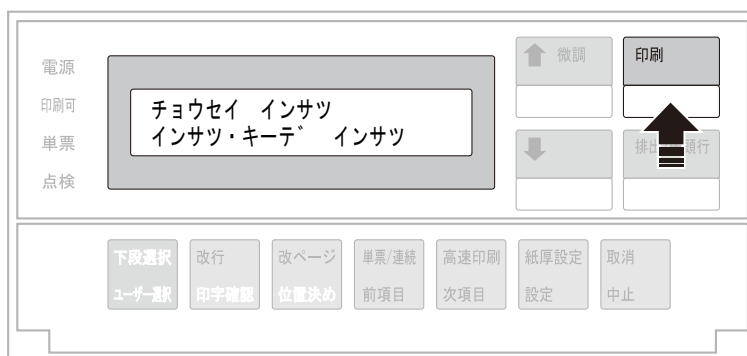 電源
印刷可
単票
点検
チョウセイ インサツ
インサツ・キーデ インサツ
微調
印刷
排出
頭行
下段選択
ユーザー選択
改行
印字確認
改ページ
位置決め
単票/連続
前項目
高速印刷
次項目
紙厚設定
設定
取消
中止